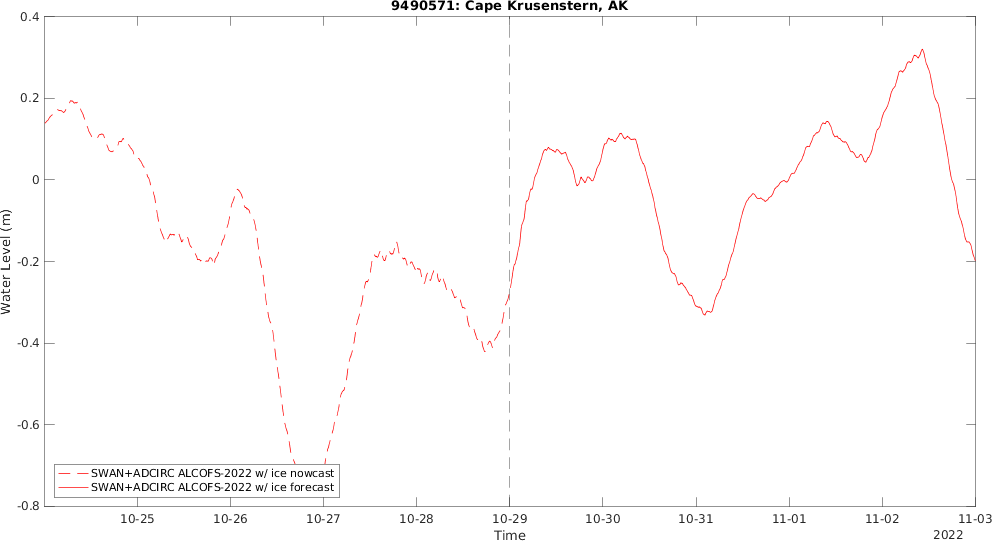 9490571: Cape Krusenstern, AK
0.4
0.2
0
-0.2
-0.4
-0.6
-0.8
Water Level (m)
SWAN+ADCIRC ALCOFS-2022 w/ ice nowcast
SWAN+ADCIRC ALCOFS-2022 w/ ice forecast
10-25 10-26 10-27 10-28 10-29 10-30 10-31 11-01 11-02 11-03
Time
2022